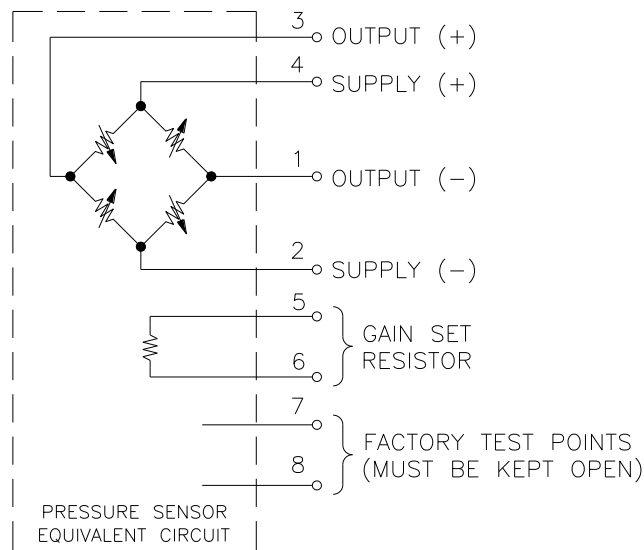 3 OUTPUT (+)
4 SUPPLY (+)
1 OUTPUT (-)
2 SUPPLY (-)
5
GAIN SET
RESISTOR
6
7
FACTORY TEST POINTS
(MUST BE KEPT OPEN)
8
PRESSURE SENSOR
EQUIVALENT CIRCUIT